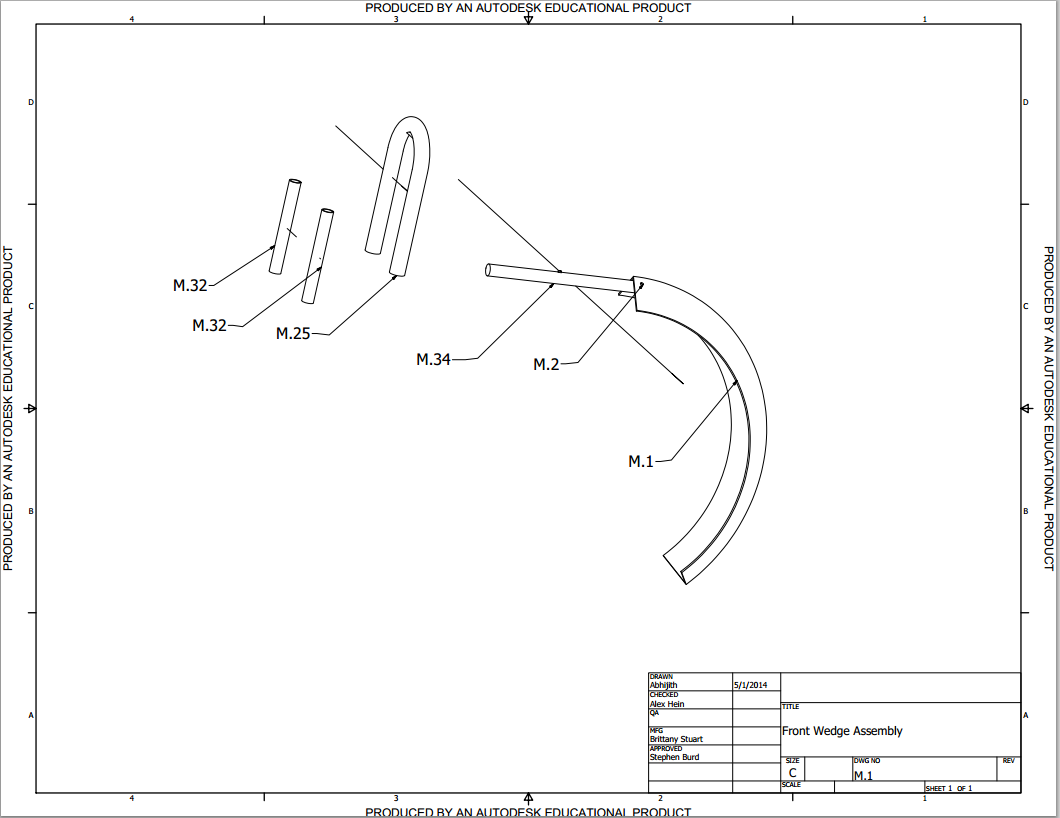 PRODUCED BY AN AUTODESK EDUCATIONAL PRODUCT
4 3 2 1
D D
M.32
C C
M.32
M.25
M.34
M.2
PRODUCED BY AN AUTODESK EDUCATIONAL PRODUCT
PRODUCED BY AN AUTODESK EDUCATIONAL PRODUCT
M.1
B B
A A
DRAWN
Abhijith 5/1/2014
CHECKED
Alex Hein
QA
MFG
Brittany Stuart
APPROVED
Stephen Burd
TITLE
Front Wedge Assembly
SIZE
C
DWG NO
M.1
REV
SCALE
SHEET 1 OF 1
4 3 2 1
PRODUCED BY AN AUTODESK EDUCATIONAL PRODUCT